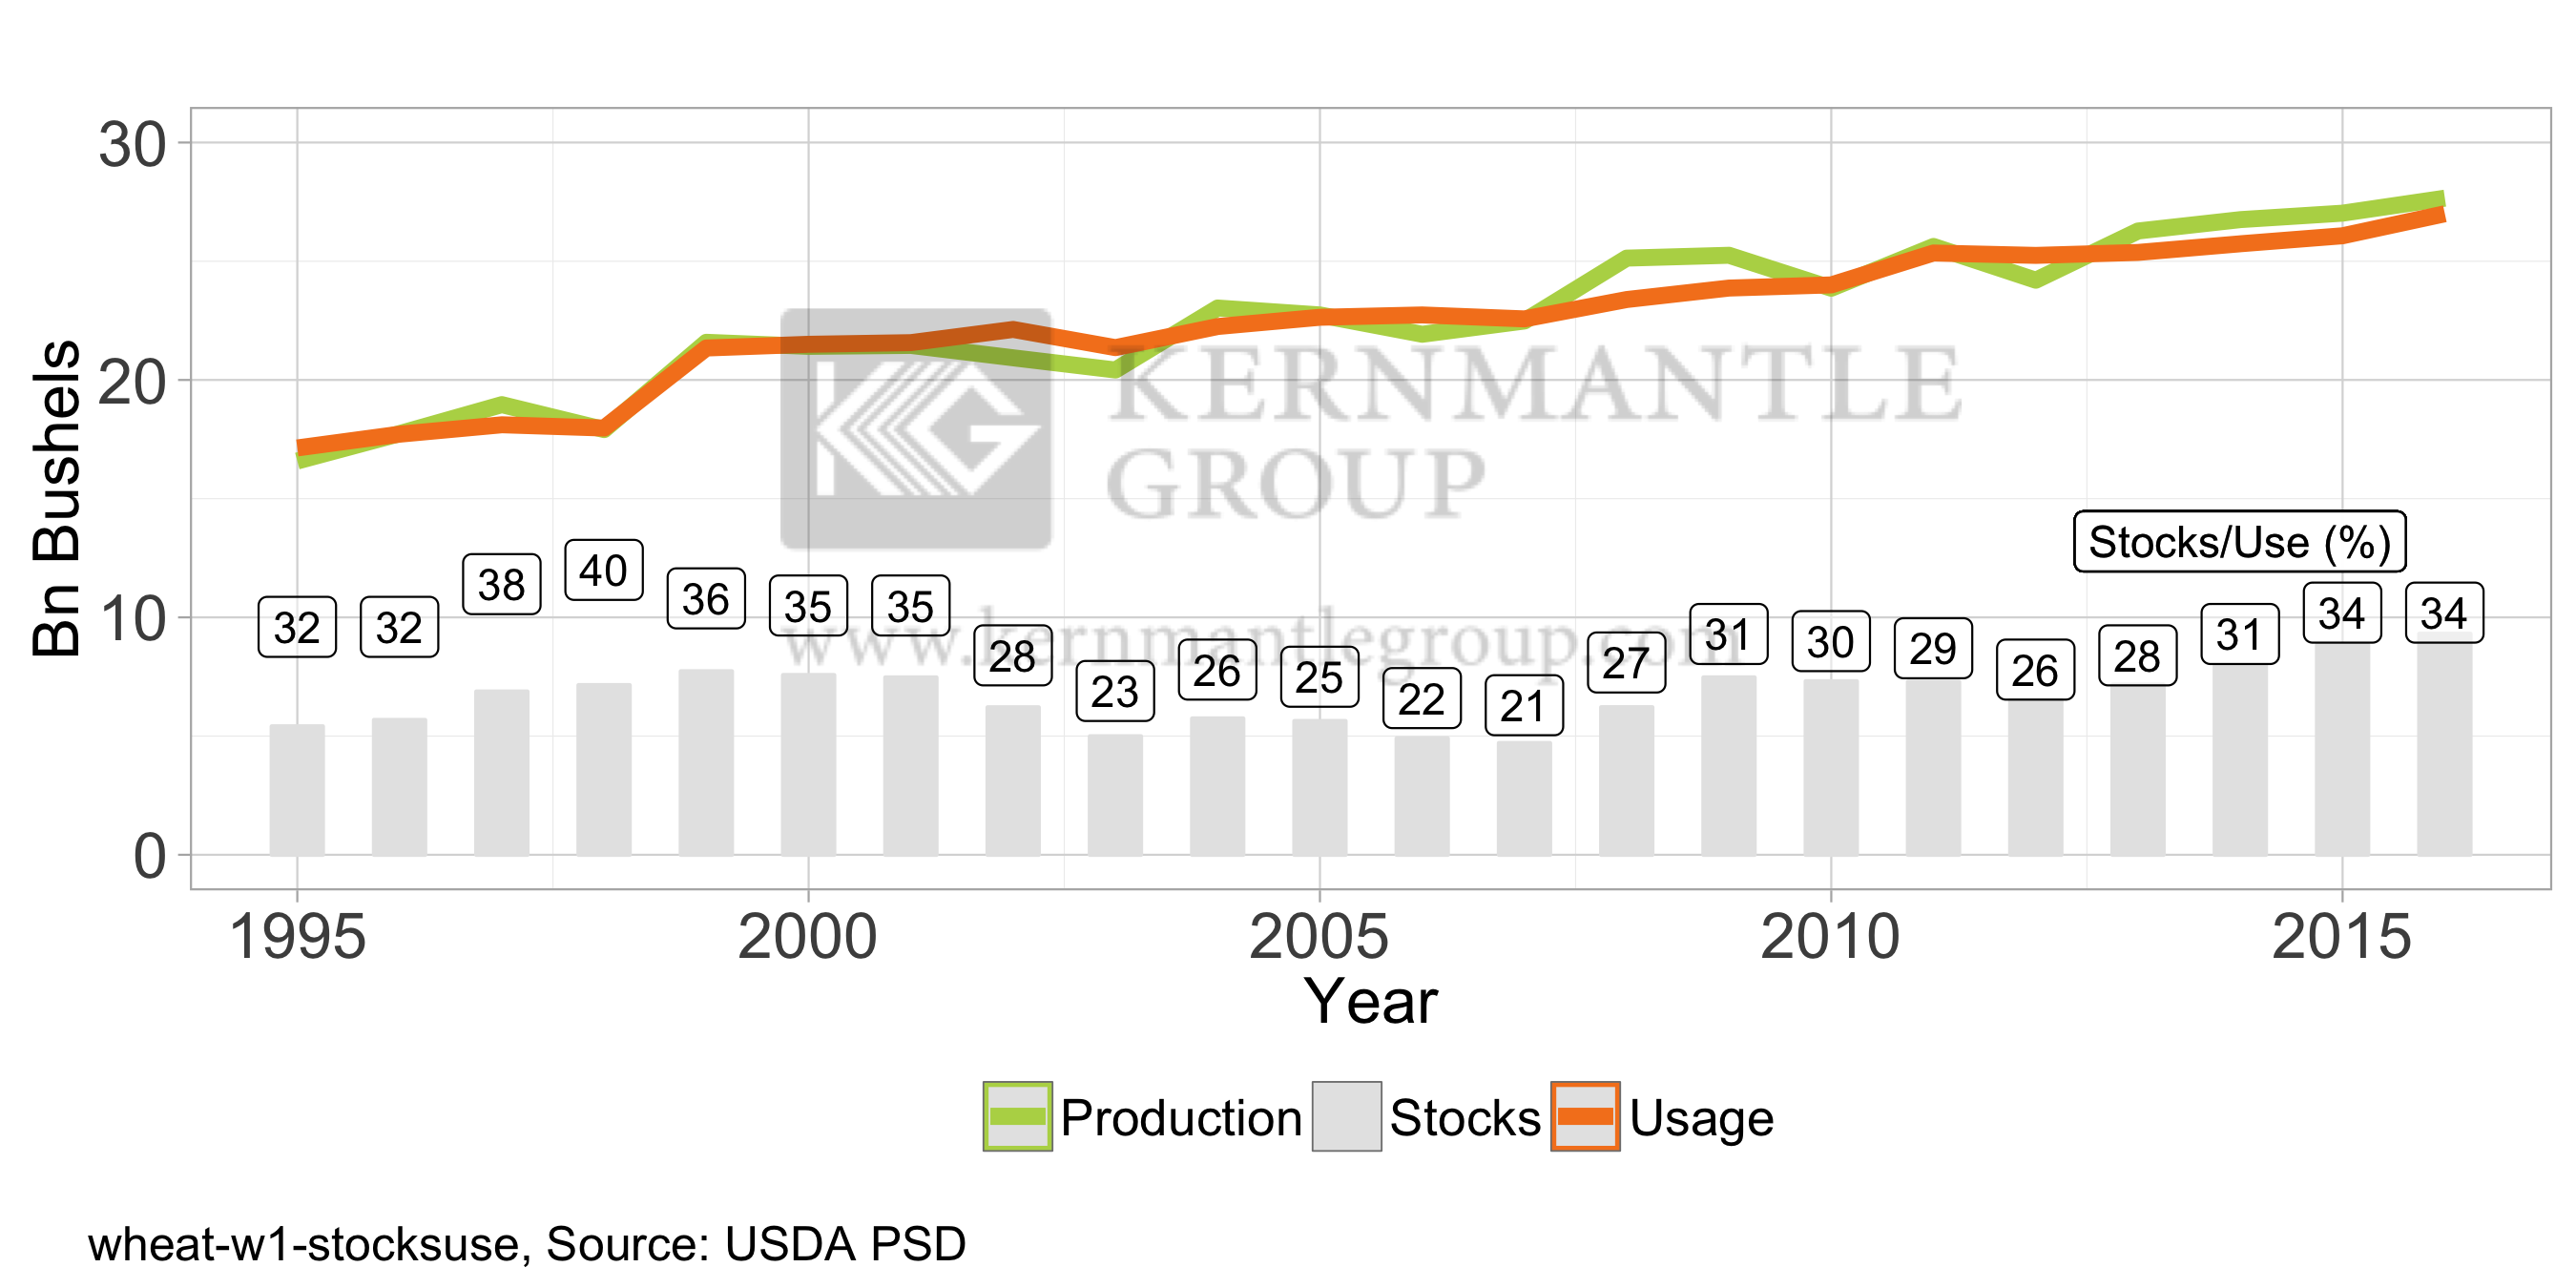 30
20
10
0
Bn Bushels
KERNMANTLE
GROUP
www.kernmantlegroup.com
Stocks/Use (%)
32 32 38 40 36 35 35 28 23 26 25 22 21 27 31 30 29 26 28 31 34 34
1995 2000 2005 2010 2015
Year
Production Stocks Usage
wheat-w1-stocksuse, Source: USDA PSD